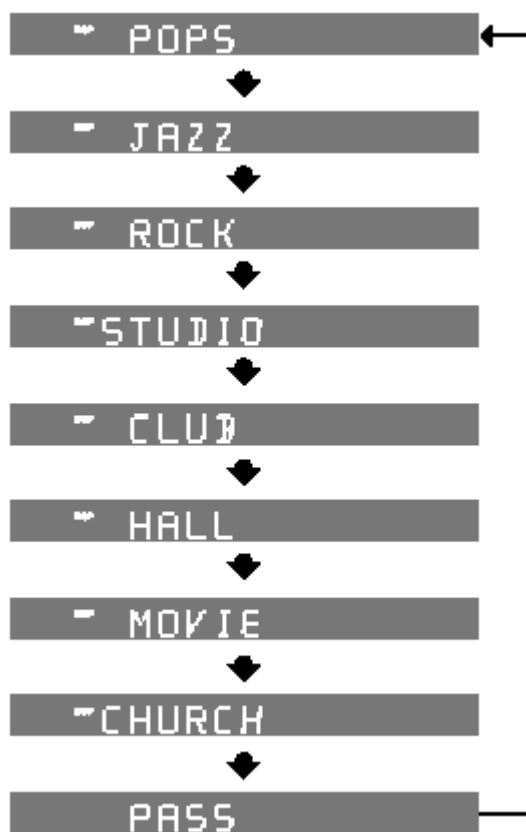 POPS
JAZZ
ROCK
STUDIO
CLUB
HALL
MOVIE
CHURCH
PASS